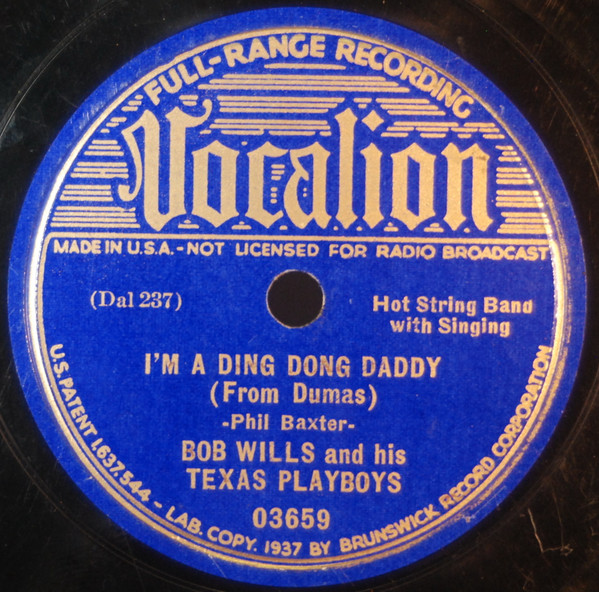 FULL-RANGE RECORDING
Vocalion
MADE IN U.S.A. - NOT LICENSED FOR RADIO BROADCAST
(Dal 237)
Hot String Band
with Singing
I'M A DING DONG DADDY
(From Dumas)
-Phil Baxter-
BOB WILLS and his
TEXAS PLAYBOYS
03659
U.S. PATENT 1,637,544 - LAB. COPY. 1937 BY BRUNSWICK RECORD CORPORATION